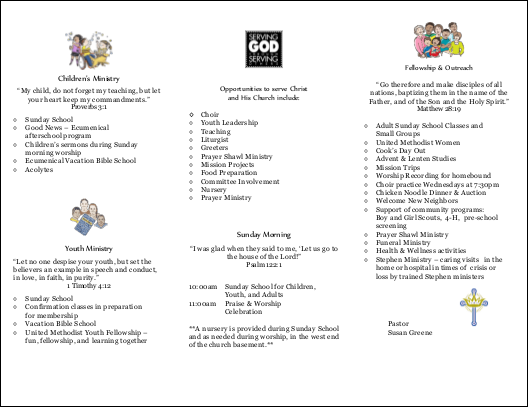 Children's Ministry
"My child, do not forget my teaching, but let
your heart keep my commandments."
Proverbs 3:1
◊ Sunday School
◊ Good News – Ecumenical
afterschool program
◊ Children's sermons during Sunday
morning worship
◊ Ecumenical Vacation Bible School
◊ Acolytes
Youth Ministry
"Let no one despise your youth, but set the
believers an example in speech and conduct,
in love, in faith, in purity."
1 Timothy 4:12
◊ Sunday School
◊ Confirmation classes in preparation
for membership
◊ Vacation Bible School
◊ United Methodist Youth Fellowship –
fun, fellowship, and learning together
SERVING
GOD
SERVING
Opportunities to serve Christ
and His Church include:
◊ Choir
◊ Youth Leadership
◊ Teaching
◊ Liturgist
◊ Greeters
◊ Prayer Shawl Ministry
◊ Mission Projects
◊ Food Preparation
◊ Committee Involvement
◊ Nursery
◊ Prayer Ministry
Sunday Morning
"I was glad when they said to me, 'Let us go to
the house of the Lord!"
Psalm 122:1
10:00am Sunday School for Children,
Youth, and Adults
11:00am Praise & Worship
Celebration
**A nursery is provided during Sunday School
and as needed during worship, in the west end
of the church basement.**
Fellowship & Outreach
"Go therefore and make disciples of all
nations, baptizing them in the name of the
Father, and of the Son and the Holy Spirit."
Matthew 28:19
◊ Adult Sunday School Classes and
Small Groups
◊ United Methodist Women
◊ Cook's Day Out
◊ Advent & Lenten Studies
◊ Mission Trips
◊ Worship Recording for homebound
◊ Choir practice Wednesdays at 7:30pm
◊ Chicken Noodle Dinner & Auction
◊ Welcome New Neighbors
◊ Support of community programs:
Boy and Girl Scouts, 4-H, pre-school
screening
◊ Prayer Shawl Ministry
◊ Funeral Ministry
◊ Health & Wellness activities
◊ Stephen Ministry – caring visits in the
home or hospital in times of crisis or
loss by trained Stephen ministers
Pastor
Susan Greene